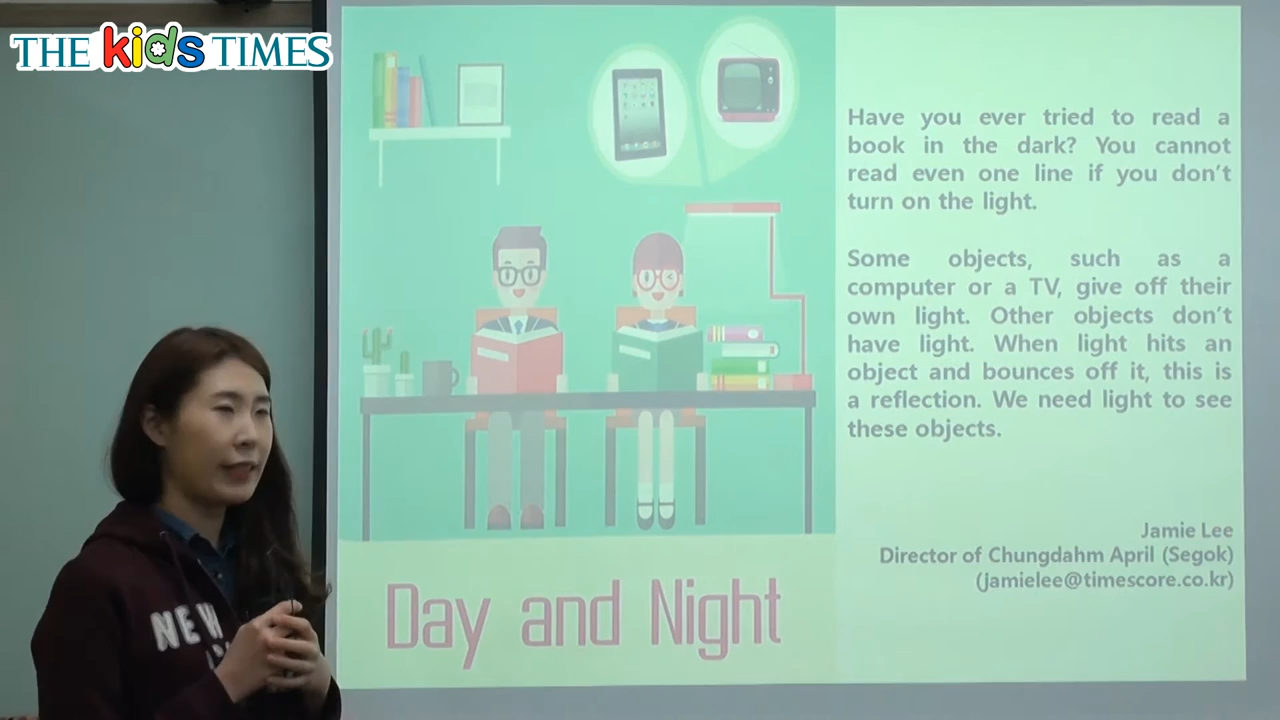 THE kids TIMES
Have you ever tried to read a
book in the dark? You cannot
read even one line if you don't
turn on the light.
Some objects, such as a
computer or a TV, give off their
own light. Other objects don't
have light. When light hits an
object and bounces off it, this is
a reflection. We need light to see
these objects.
Jamie Lee
Director of Chungdahm April (Segok)
(jamielee@timescore.co.kr)
Day and Night
NEW